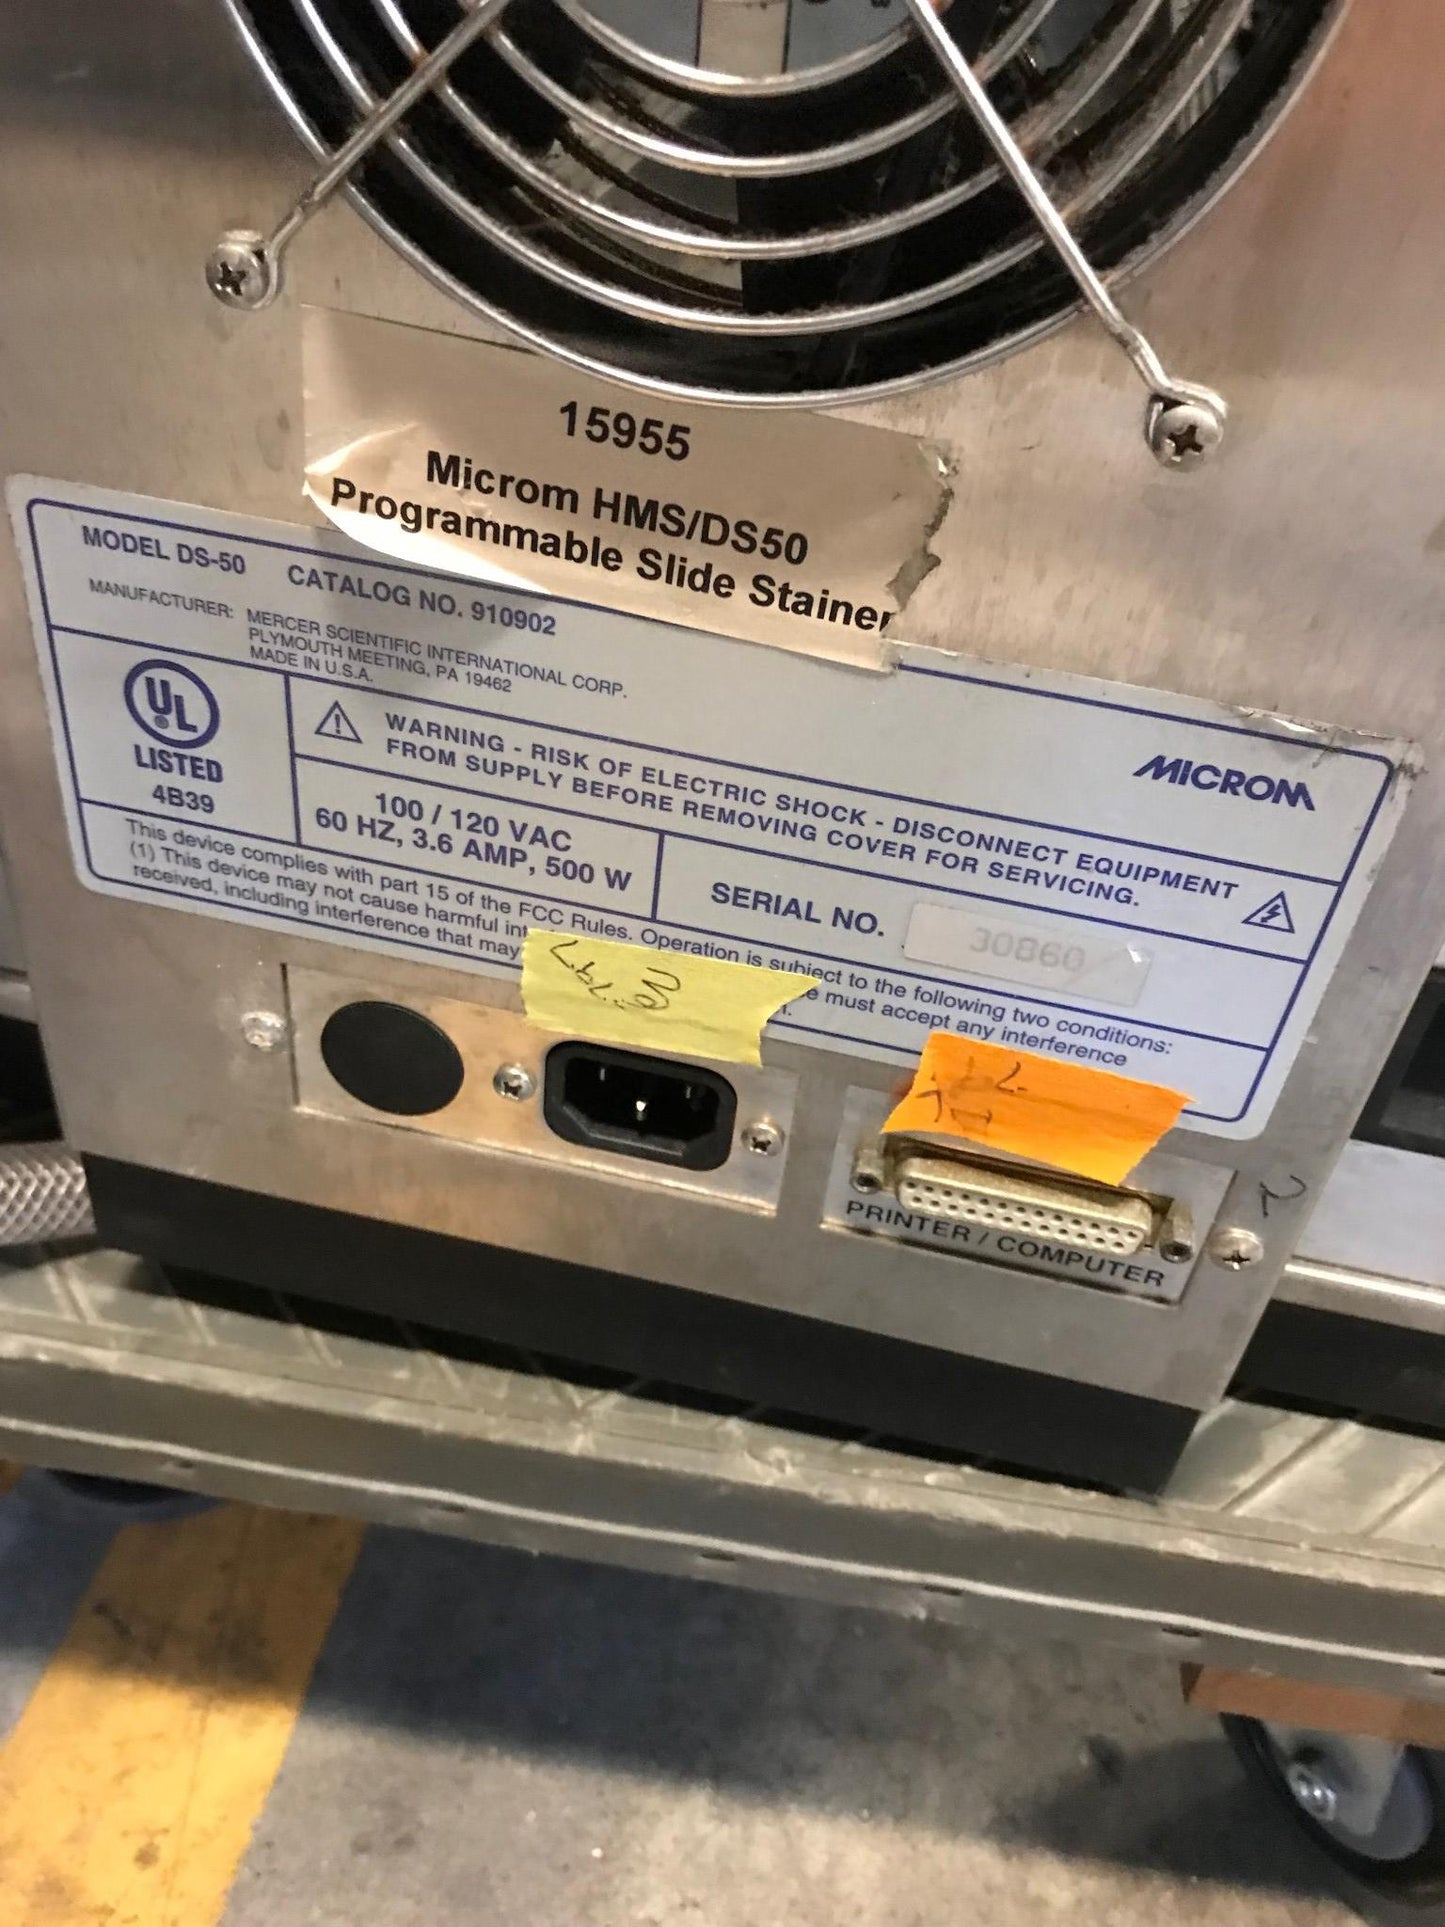 15955
Microm HMS/DS50
Programmable Slide Stainer
MODEL DS-50 CATALOG NO. 910902
MANUFACTURER: MERCER SCIENTIFIC INTERNATIONAL CORP.
PLYMOUTH MEETING, PA 19462
MADE IN U.S.A.
MICROM
UL
LISTED
4B39
WARNING - RISK OF ELECTRIC SHOCK - DISCONNECT EQUIPMENT
FROM SUPPLY BEFORE REMOVING COVER FOR SERVICING.
100 / 120 VAC
60 HZ, 3.6 AMP, 500 W
SERIAL NO. 30860
This device complies with part 15 of the FCC Rules. Operation is subject to the following two conditions:
(1) This device may not cause harmful must accept any interference
received, including interference that may
PRINTER / COMPUTER
2